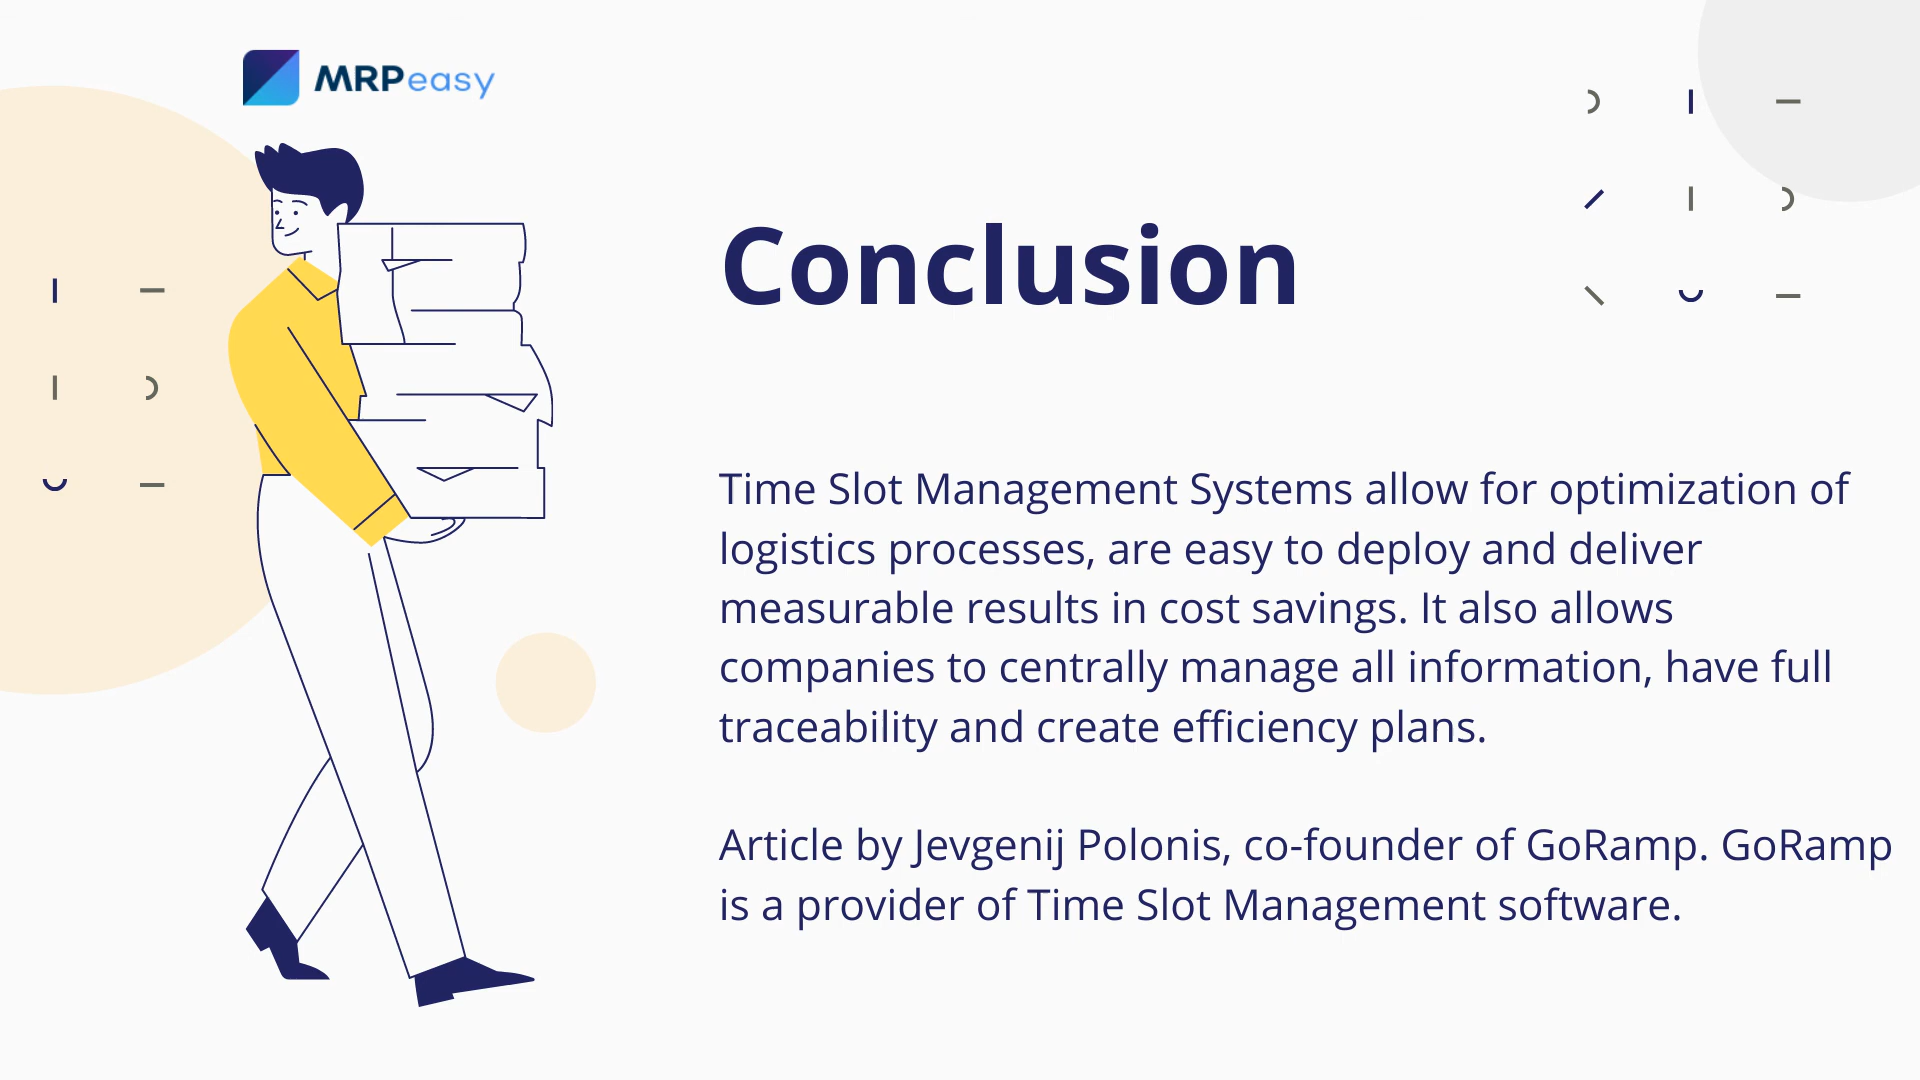 MRPeasy
Conclusion
Time Slot Management Systems allow for optimization of
logistics processes, are easy to deploy and deliver
measurable results in cost savings. It also allows
companies to centrally manage all information, have full
traceability and create efficiency plans.
Article by Jevgenij Polonis, co-founder of GoRamp. GoRamp
is a provider of Time Slot Management software.